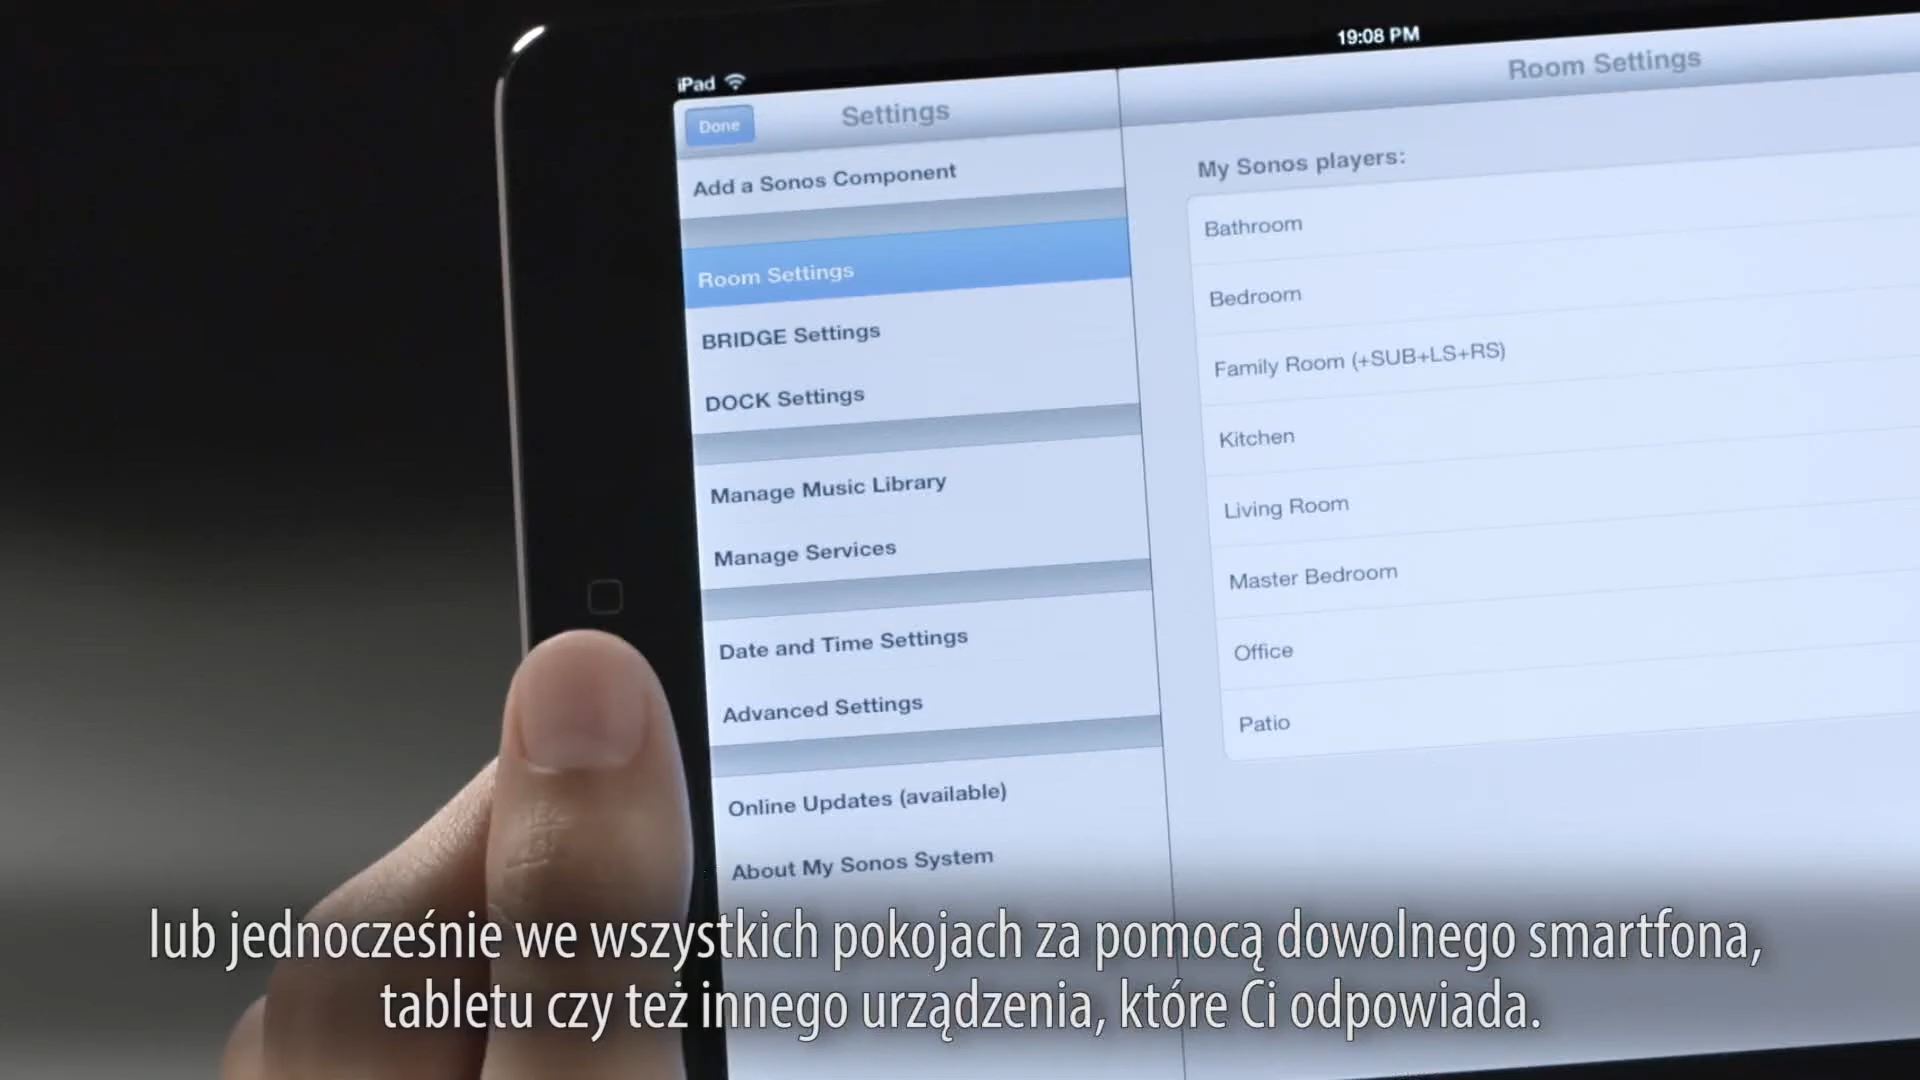 iPad
19:08 PM
Done
Settings
Room Settings
Add a Sonos Component
Room Settings
BRIDGE Settings
DOCK Settings
Manage Music Library
Manage Services
Date and Time Settings
Advanced Settings
Online Updates (available)
About My Sonos System
My Sonos players:
Bathroom
Bedroom
Family Room (+SUB+LS+RS)
Kitchen
Living Room
Master Bedroom
Office
Patio
lub jednocześnie we wszystkich pokojach za pomocą dowolnego smartfona,
tabletu czy też innego urządzenia, które Ci odpowiada.